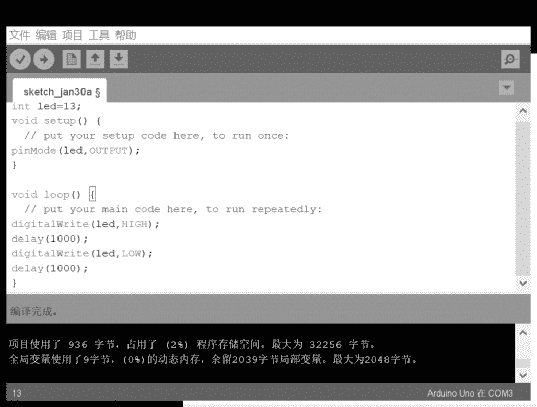 文件 编辑 项目 工具 帮助
sketch_jan30a §
int led=13;
void setup() {
// put your setup code here, to run once:
pinMode(led,OUTPUT);
}
void loop() {
// put your main code here, to run repeatedly:
digitalWrite(led,HIGH);
delay(1000);
digitalWrite(led,LOW);
delay(1000);
}
编译完成。
项目使用了 936 字节，占用了 (2%) 程序存储空间。最大为 32256 字节。
全局变量使用了9字节，(0%)的动态内存，余留2039字节局部变量。最大为2048字节。
13
Arduino Uno 在 COM3